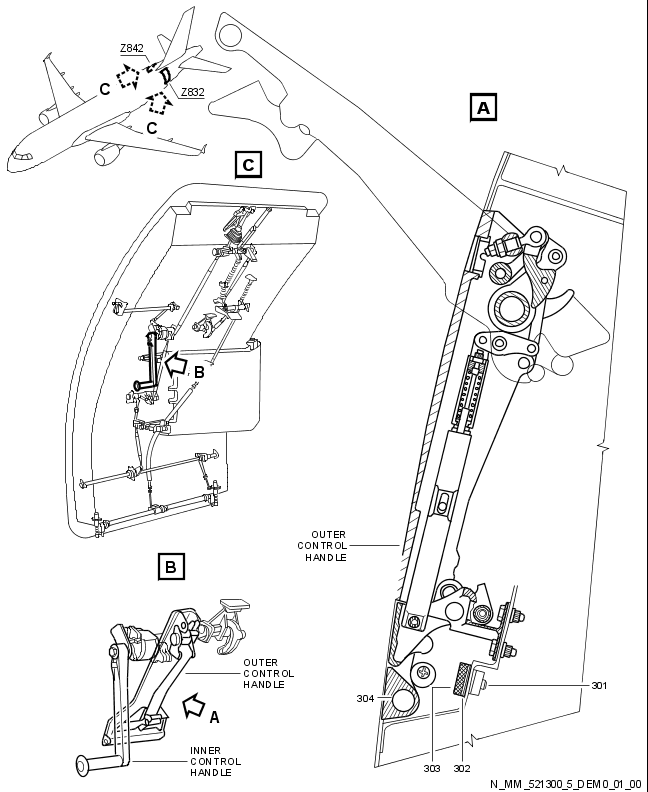 Z842
C
Z832
C
A
C
B
OUTER
CONTROL
HANDLE
B
OUTER
CONTROL
HANDLE
A
INNER
CONTROL
HANDLE
304
301
303
302
N_MM_521300_5_DEM0_01_00